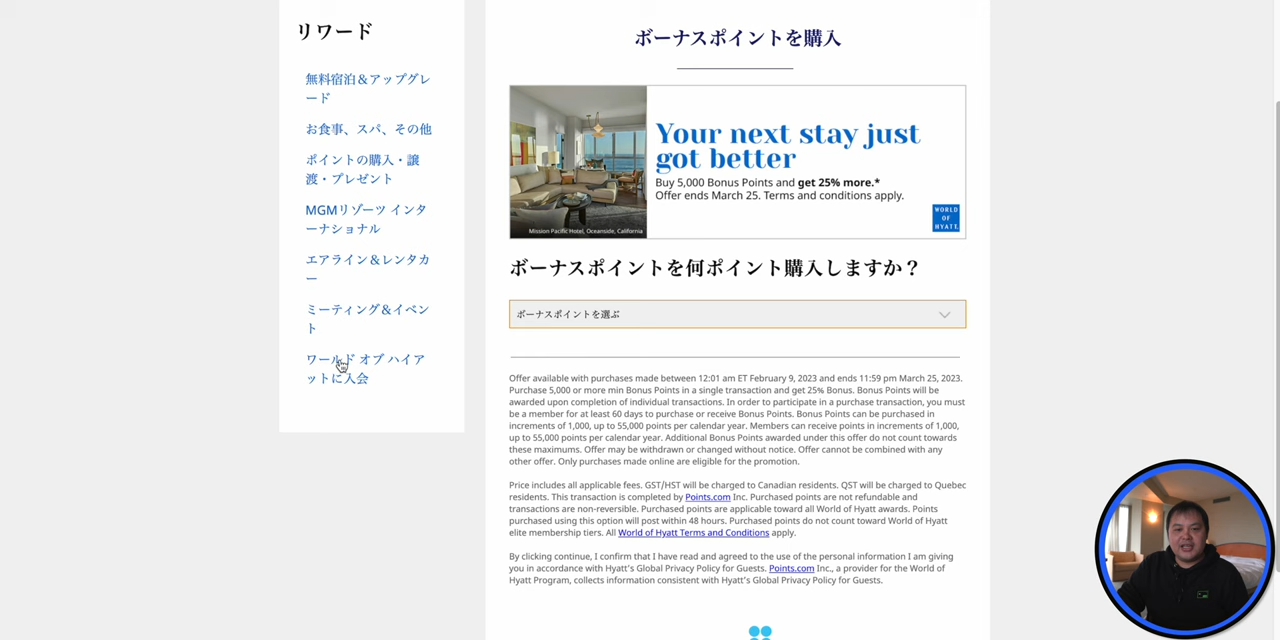 リワード
無料宿泊＆アップグレ
ード
お食事、スパ、その他
ポイントの購入・譲
渡・プレゼント
MGMリゾーツ インタ
ーナショナル
エアライン＆レンタカ
ー
ミーティング＆イベン
ト
ワールド オブ ハイア
ットに入会
ボーナスポイントを購入
Your next stay just
got better
Buy 5,000 Bonus Points and get 25% more.*
Offer ends March 25. Terms and conditions apply.
WORLD
OF
HYATT
Mission Pacific Hotel, Oceanside, California
ボーナスポイントを何ポイント購入しますか？
ボーナスポイントを選ぶ
Offer available with purchases made between 12:01 am ET February 9, 2023 and ends 11:59 pm March 25, 2023.
Purchase 5,000 or more min Bonus Points in a single transaction and get 25% Bonus. Bonus Points will be
awarded upon completion of individual transactions. In order to participate in a purchase transaction, you must
be a member for at least 60 days to purchase or receive Bonus Points. Bonus Points can be purchased in
increments of 1,000, up to 55,000 points per calendar year. Members can receive points in increments of 1,000,
up to 55,000 points per calendar year. Additional Bonus Points awarded under this offer do not count towards
these maximums. Offer may be withdrawn or changed without notice. Offer cannot be combined with any
other offer. Only purchases made online are eligible for the promotion.
Price includes all applicable fees. GST/HST will be charged to Canadian residents. QST will be charged to Quebec
residents. This transaction is completed by Points.com Inc. Purchased points are not refundable and
transactions are non-reversible. Purchased points are applicable toward all World of Hyatt awards. Points
purchased using this option will post within 48 hours. Purchased points do not count toward World of Hyatt
elite membership tiers. All World of Hyatt Terms and Conditions apply.
By clicking continue, I confirm that I have read and agreed to the use of the personal information I am giving
you in accordance with Hyatt's Global Privacy Policy for Guests. Points.com Inc., a provider for the World of
Hyatt Program, collects information consistent with Hyatt's Global Privacy Policy for Guests.